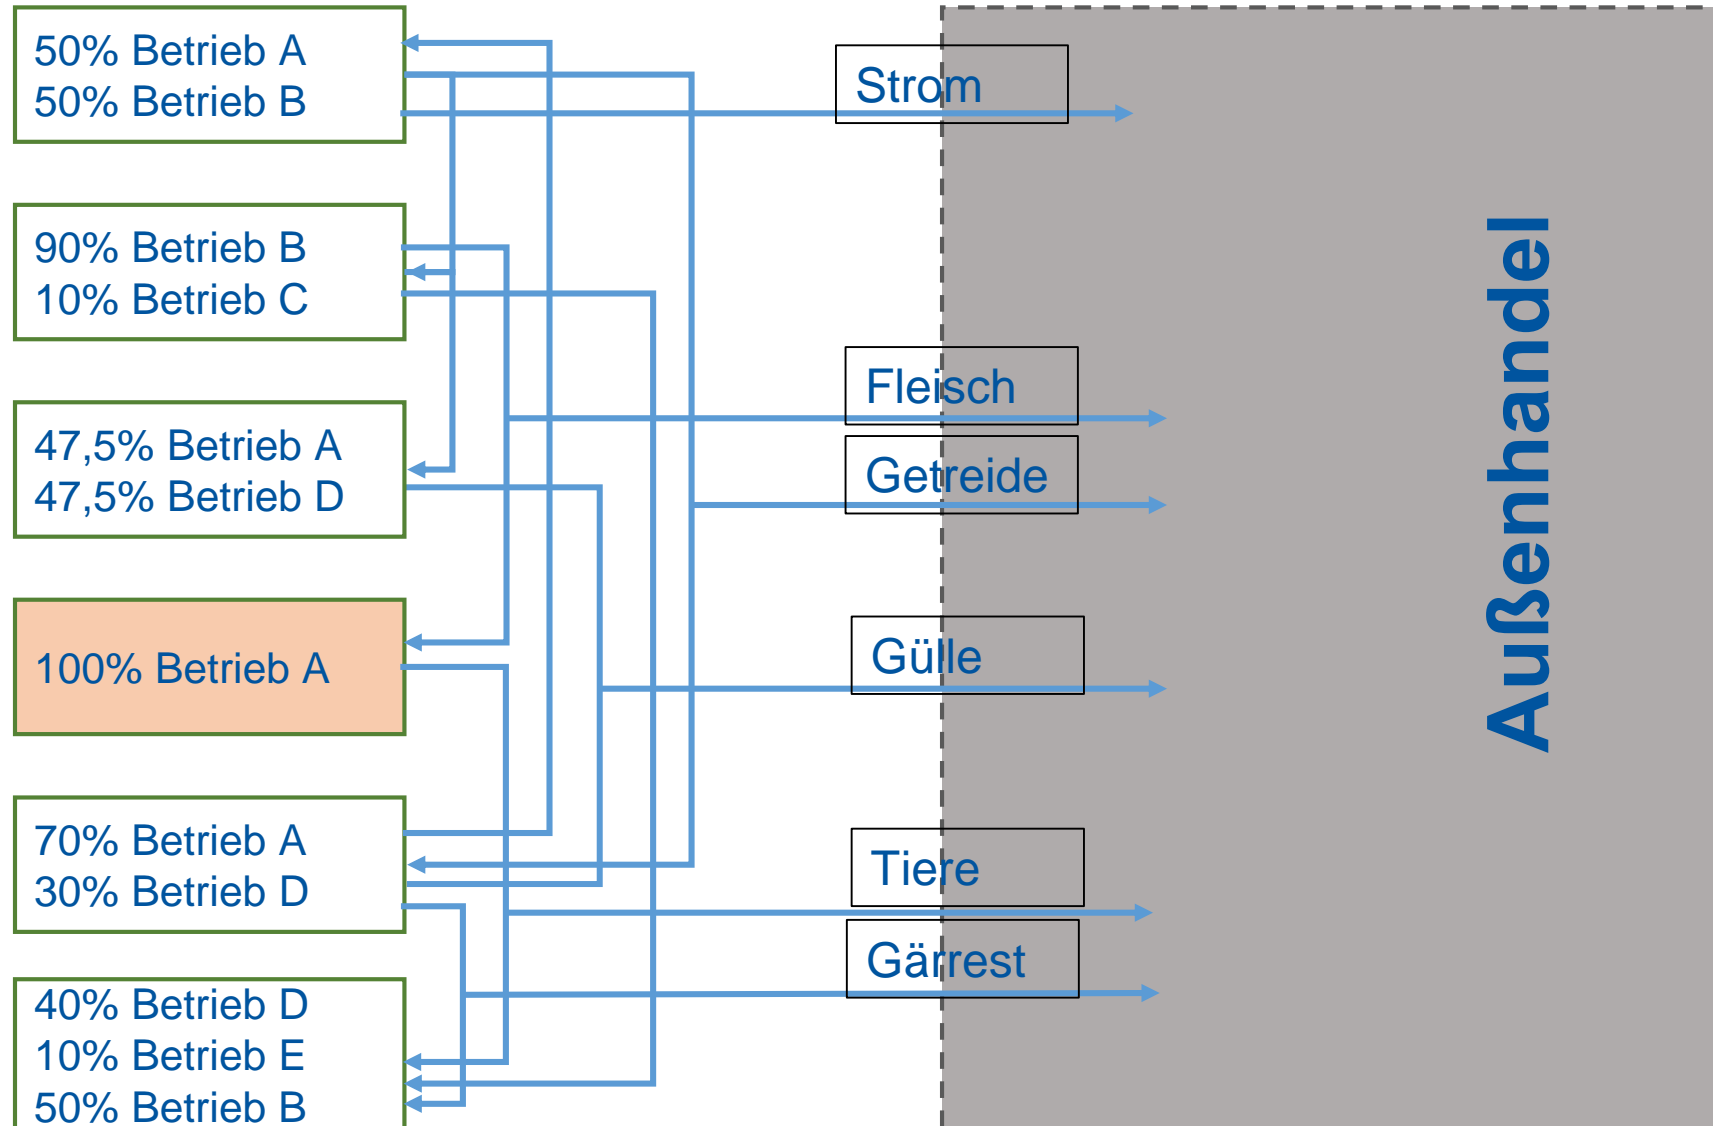 50% Betrieb A
50% Betrieb B
Strom
90% Betrieb B
10% Betrieb C
Fleisch
47,5% Betrieb A
47,5% Betrieb D
Getreide
Gülle
100% Betrieb A
70% Betrieb A
30% Betrieb D
Tiere
Gärrest
40% Betrieb D
10% Betrieb E
50% Betrieb B
Außenhandel